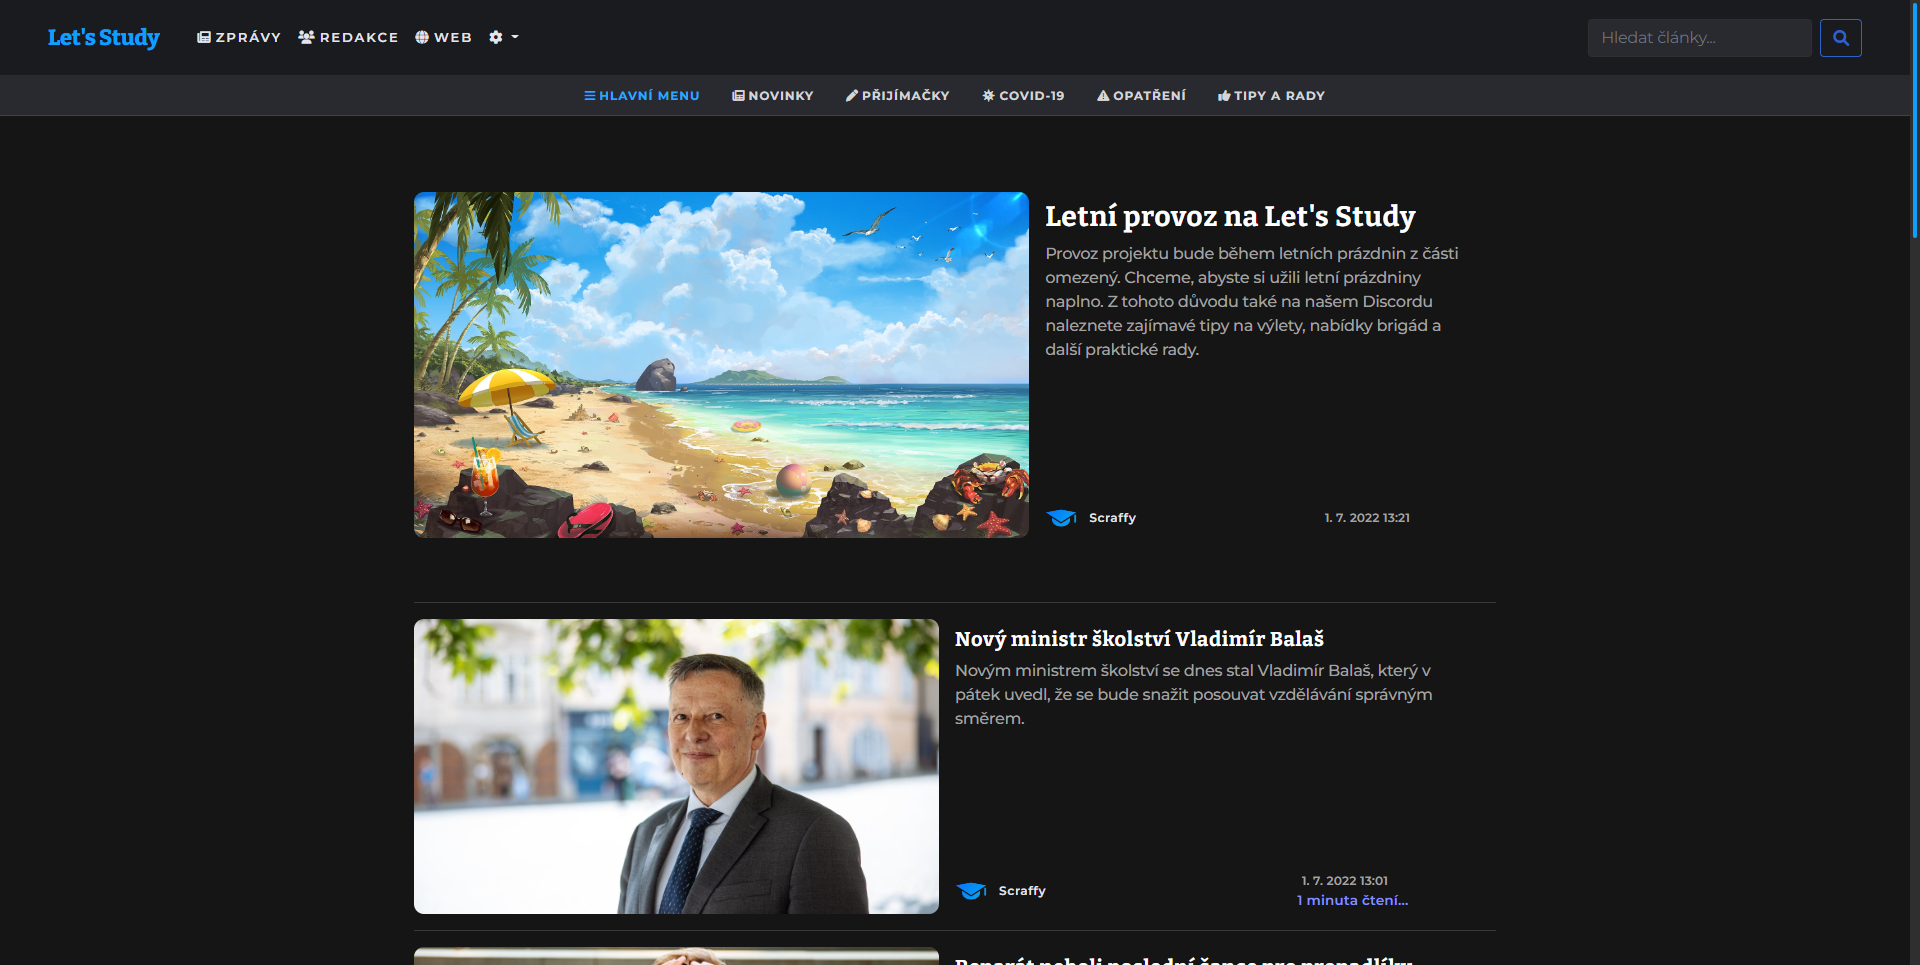 Let's Study
ZPRÁVY
REDAKCE
WEB
Hledat články...
HLAVNÍ MENU
NOVINKY
PŘIJÍMAČKY
COVID-19
OPATŘENÍ
TIPY A RADY
Letní provoz na Let's Study
Provoz projektu bude během letních prázdnin z části
omezený. Chceme, abyste si užili letní prázdniny
naplno. Z tohoto důvodu také na našem Discordu
naleznete zajímavé tipy na výlety, nabídky brigád a
další praktické rady.
Scraffy
1. 7. 2022 13:21
Nový ministr školství Vladimír Balaš
Novým ministrem školství se dnes stal Vladimír Balaš, který v
pátek uvedl, že se bude snažit posouvat vzdělávání správným
směrem.
Scraffy
1. 7. 2022 13:01
1 minuta čtení...